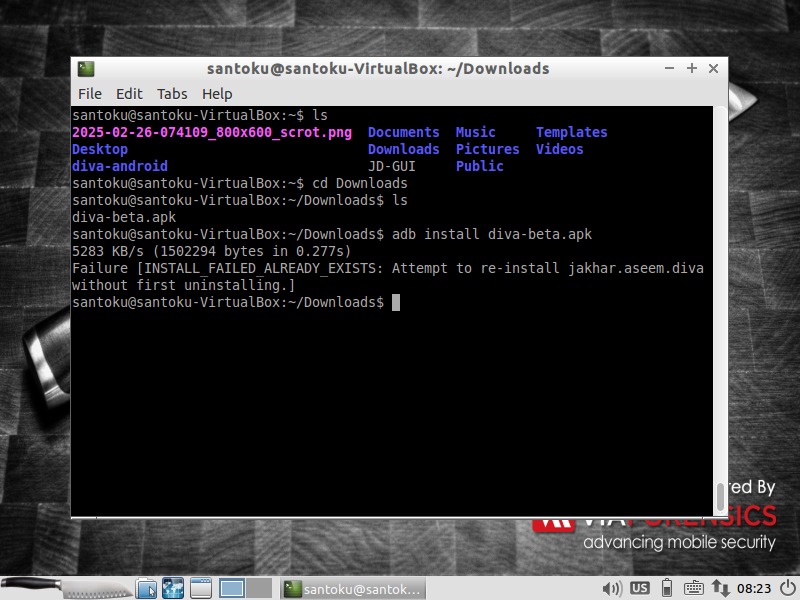 santoku@santoku-VirtualBox: ~/Downloads
File Edit Tabs Help
santoku@santoku-VirtualBox:~$ ls
2025-02-26-074109_800x600_scrot.png Documents Music Templates
Desktop Downloads Pictures Videos
diva-android JD-GUI Public
santoku@santoku-VirtualBox:~$ cd Downloads
santoku@santoku-VirtualBox:~/Downloads$ ls
diva-beta.apk
santoku@santoku-VirtualBox:~/Downloads$ adb install diva-beta.apk
5283 KB/s (1502294 bytes in 0.277s)
Failure [INSTALL_FAILED_ALREADY_EXISTS: Attempt to re-install jakhar.aseem.diva
without first uninstalling.]
santoku@santoku-VirtualBox:~/Downloads$
red By
VIAFORENSICS
advancing mobile security
santoku@santok...
US
08:23